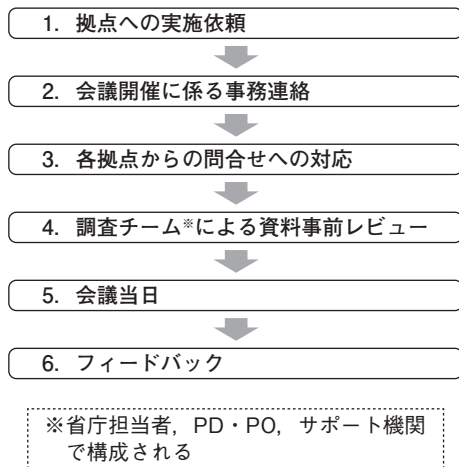 1. 拠点への実施依頼
2. 会議開催に係る事務連絡
3. 各拠点からの問合せへの対応
4. 調査チーム※による資料事前レビュー
5. 会議当日
6. フィードバック
※省庁担当者，PD・PO，サポート機関
で構成される